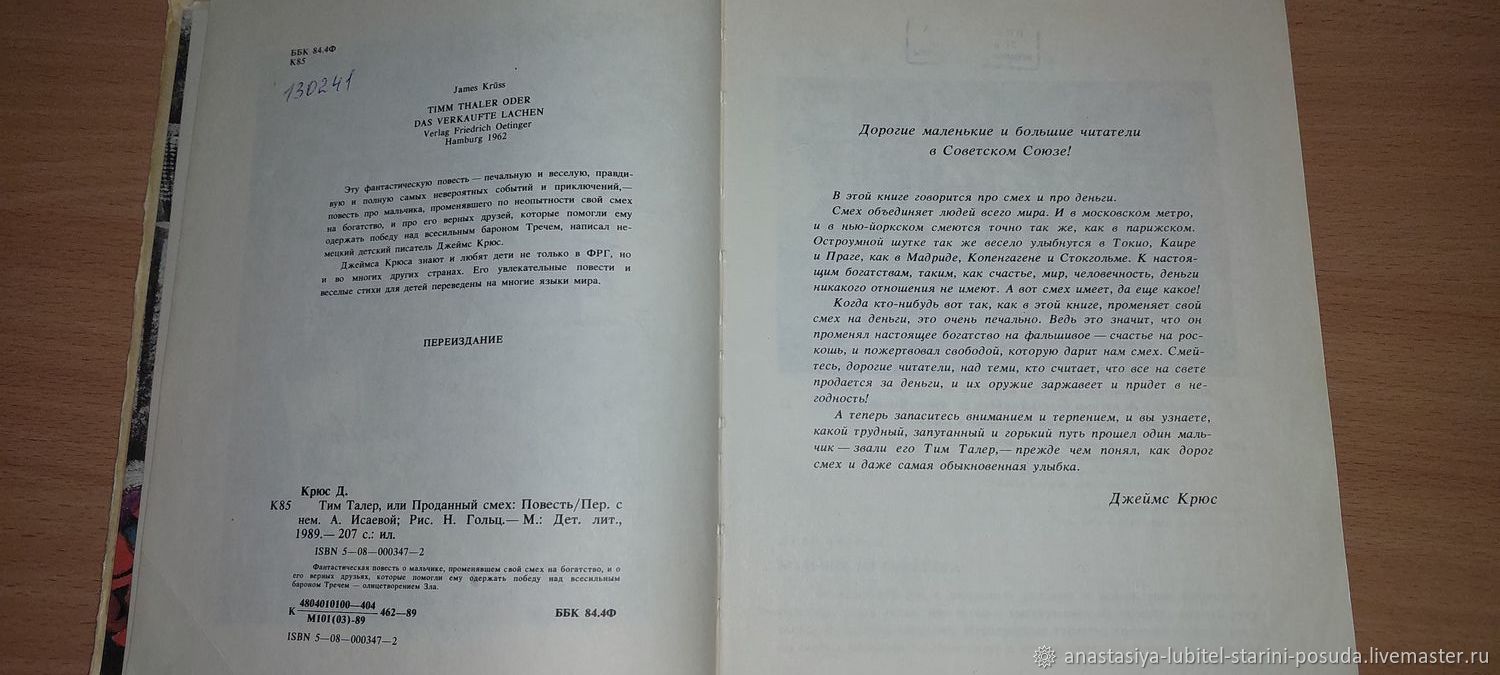 ББК 84.4Ф
К85
130241
James Krüss
TIMM THALER ODER
DAS VERKAUFTE LACHEN
Verlag Friedrich Oetinger
Hamburg 1962
Эту фантастическую повесть — печальную и веселую, правди-
вую и полную самых невероятных событий и приключений,—
повесть про мальчика, променявшего по неопытности свой смех
на богатство, и про его верных друзей, которые помогли ему
одержать победу над всесильным бароном Тречем, написал не-
мецкий детский писатель Джеймс Крюс.
Джеймса Крюса знают и любят дети не только в ФРГ, но
и во многих других странах. Его увлекательные повести и
веселые стихи для детей переведены на многие языки мира.
ПЕРЕИЗДАНИЕ
Крюс Д.
К85 Тим Талер, или Проданный смех: Повесть/Пер. с
нем. А. Исаевой; Рис. Н. Гольц.— М.: Дет. лит.,
1989.— 207 с.: ил.
ISBN 5—08—000347—2
Фантастическая повесть о мальчике, променявшем свой смех на богатство, и о
его верных друзьях, которые помогли ему одержать победу над всесильным
бароном Тречем — олицетворением Зла.
К 4804010100—404 462—89
М101(03)-89
ББК 84.4Ф
ISBN 5—08—000347—2
Дорогие маленькие и большие читатели
в Советском Союзе!
В этой книге говорится про смех и про деньги.
Смех объединяет людей всего мира. И в московском метро,
и в нью-йоркском смеются точно так же, как в парижском.
Остроумной шутке так же весело улыбнутся в Токио, Каире
и Праге, как в Мадриде, Копенгагене и Стокгольме. К настоя-
щим богатствам, таким, как счастье, мир, человечность, деньги
никакого отношения не имеют. А вот смех имеет, да еще какое!
Когда кто-нибудь вот так, как в этой книге, променяет свой
смех на деньги, это очень печально. Ведь это значит, что он
променял настоящее богатство на фальшивое — счастье на рос-
кошь, и пожертвовал свободой, которую дарит нам смех. Смей-
тесь, дорогие читатели, над теми, кто считает, что все на свете
продается за деньги, и их оружие заржавеет и придет в не-
годность!
А теперь запаситесь вниманием и терпением, и вы узнаете,
какой трудный, запутанный и горький путь прошел один маль-
чик — звали его Тим Талер,— прежде чем понял, как дорог
смех и даже самая обыкновенная улыбка.
Джеймс Крюс
anastasiya-lubitel-starini-posuda.livemaster.ru